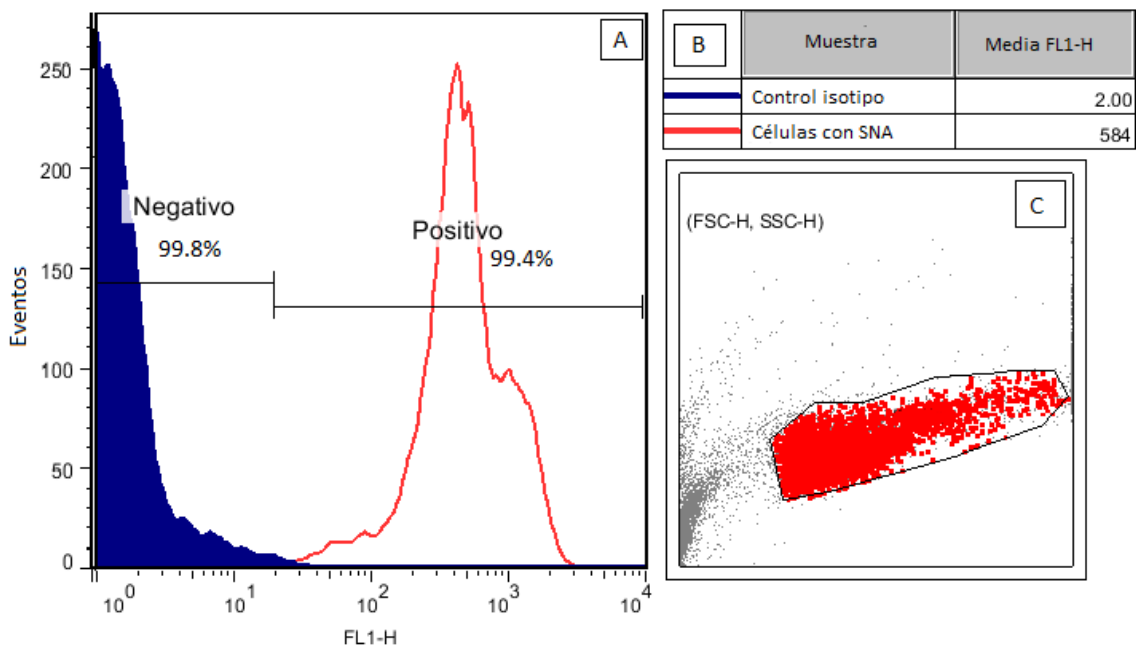 A
250
200
150
100
50
0
Eventos
Negativo
99.8%
Positivo
99.4%
10^0 10^1 10^2 10^3 10^4
FL1-H
B Muestra Media FL1-H
Control isotipo 2.00
Células con SNA 584
C
(FSC-H, SSC-H)